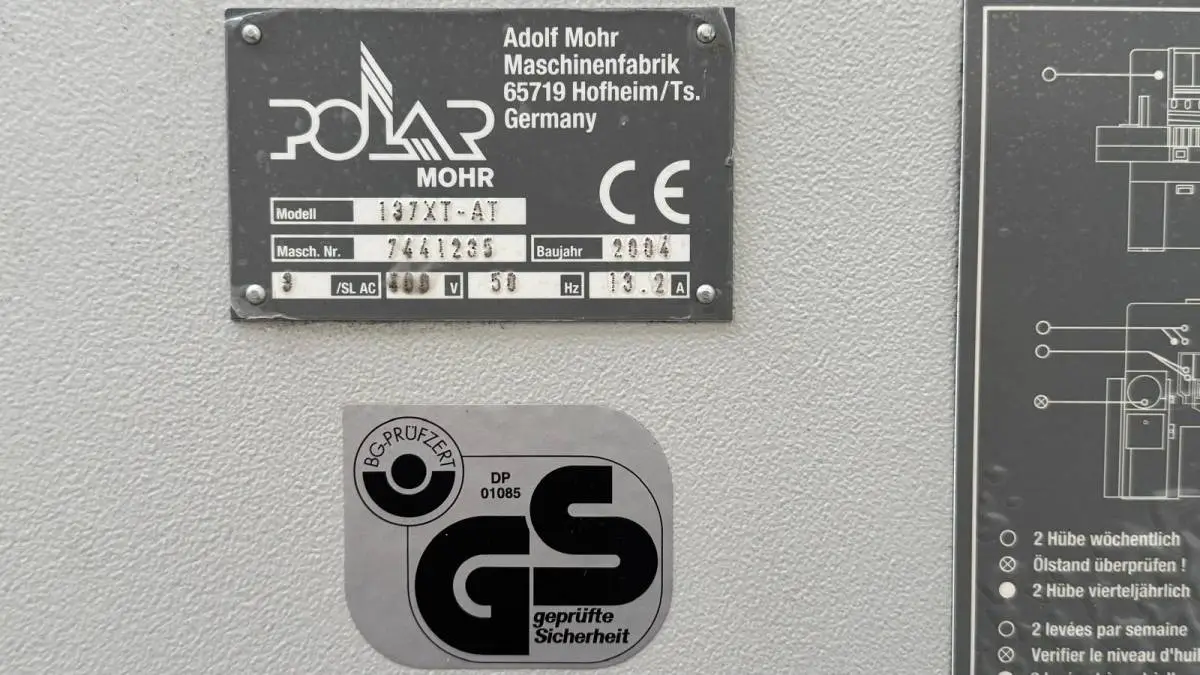 POLAR
MOHR
Adolf Mohr
Maschinenfabrik
65719 Hofheim/Ts.
Germany
CE
Modell 137XT-AT
Masch. Nr. 7441235 Baujahr 2004
3 /SL AC 400 V 50 Hz 13.2 A
BG-PRÜFZERT
DP
01085
GS
geprüfte
Sicherheit
2 Hübe wöchentlich
Ölstand überprüfen !
2 Hübe vierteljährlich
2 levées par semaine
Verifier le niveau d'huil